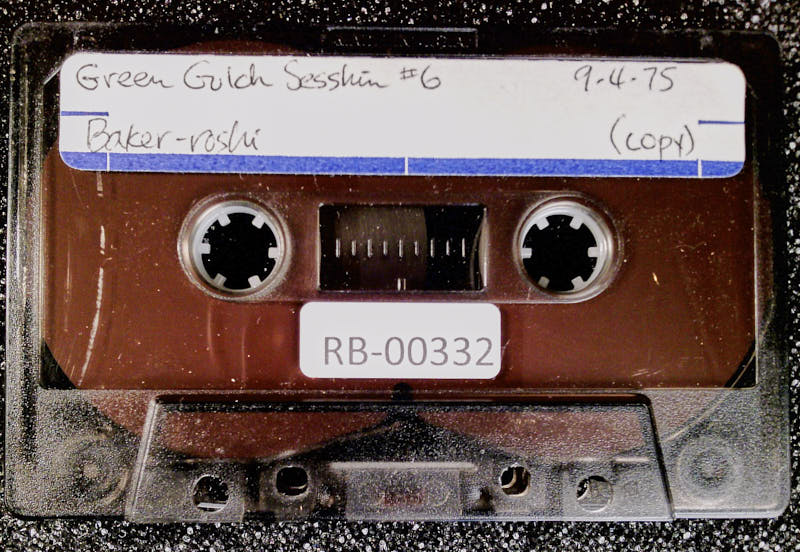 Green Gulch Sesshin #6 9-4-75
Baker-roshi (copy)
RB-00332